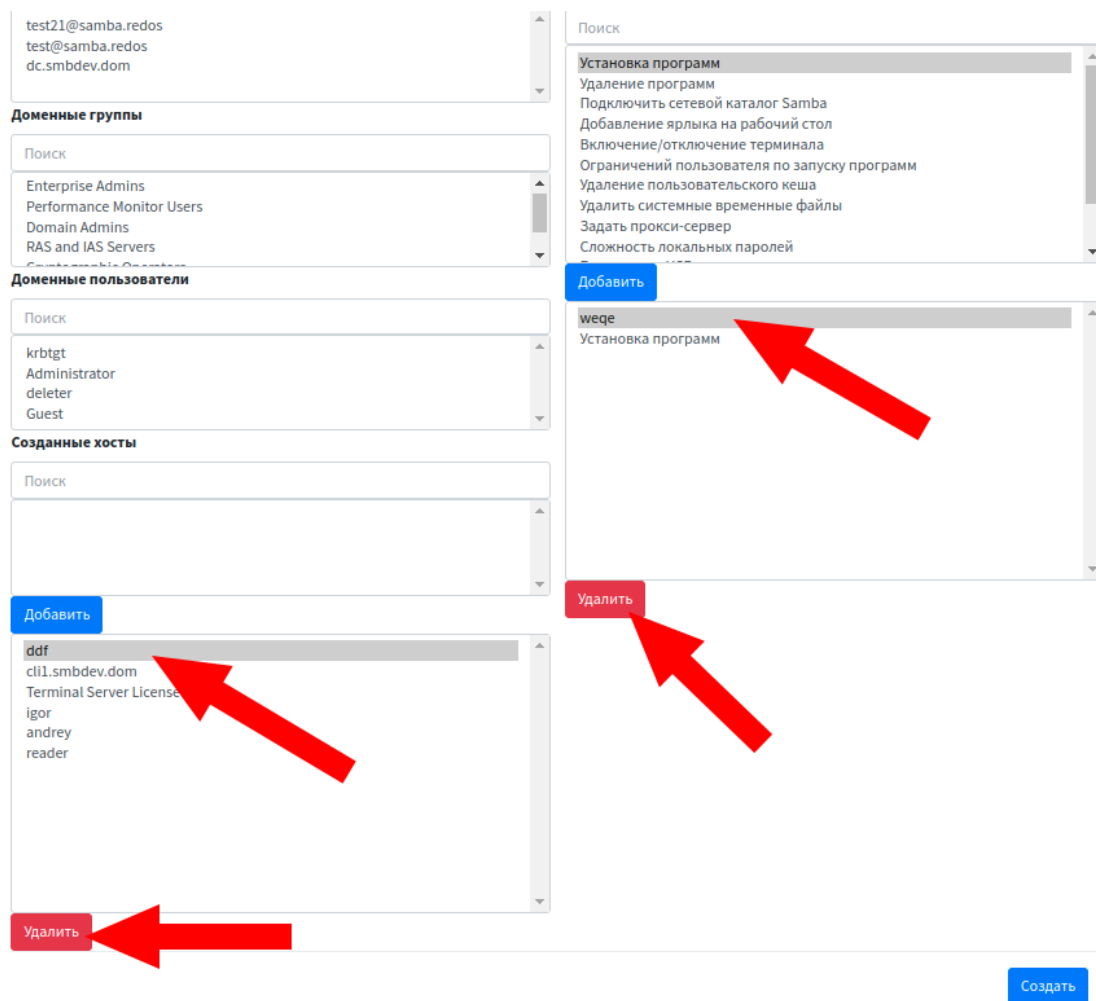 test21@samba.redos
test@samba.redos
dc.smbdev.dom
Доменные группы
Поиск
Enterprise Admins
Performance Monitor Users
Domain Admins
RAS and IAS Servers
Cryptographic Operators
Доменные пользователи
Поиск
krbtgt
Administrator
deleter
Guest
Созданные хосты
Поиск
Добавить
ddf
cli1.smbdev.dom
Terminal Server License
igor
andrey
reader
Удалить
Поиск
Установка программ
Удаление программ
Подключить сетевой каталог Samba
Добавление ярлыка на рабочий стол
Включение/отключение терминала
Ограничений пользователя по запуску программ
Удаление пользовательского кеша
Удалить системные временные файлы
Задать прокси-сервер
Сложность локальных паролей
Добавить
weqe
Установка программ
Удалить
Создать